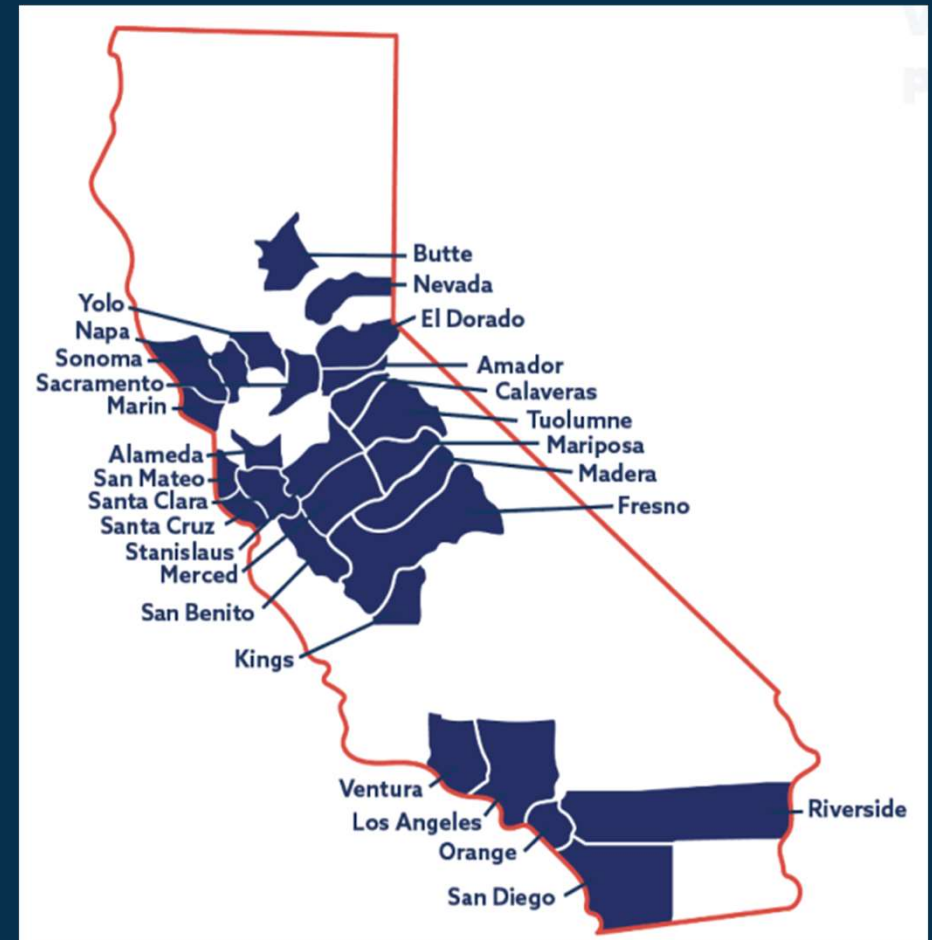 Butte
Nevada
El Dorado
Amador
Calaveras
Tuolumne
Mariposa
Madera
Fresno
Yolo
Napa
Sonoma
Sacramento
Marin
Alameda
San Mateo
Santa Clara
Santa Cruz
Stanislaus
Merced
San Benito
Kings
Ventura
Los Angeles
Orange
San Diego
Riverside